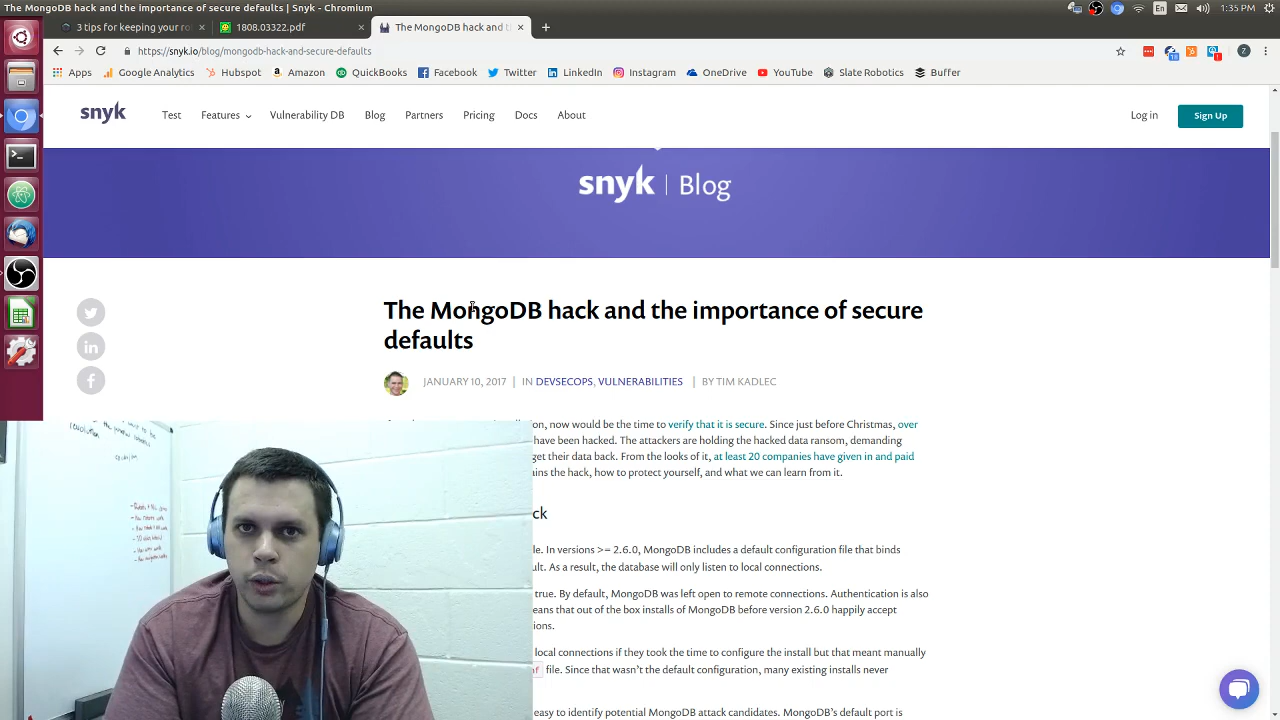 The MongoDB Hack and the Importance of Secure Defaults | Snyk - Chromium
En
1:35 PM
3 tips for keeping your ro
1808.03322.pdf
The MongoDB hack and t
https://snyk.io/blog/mongodb-hack-and-secure-defaults
Apps
Google Analytics
Hubspot
Amazon
QuickBooks
Facebook
Twitter
LinkedIn
Instagram
OneDrive
YouTube
Slate Robotics
Buffer
snyk
Test
Features
Vulnerability DB
Blog
Partners
Pricing
Docs
About
Log in
Sign Up
snyk | Blog
The MongoDB hack and the importance of secure
defaults
JANUARY 10, 2017 | IN DEVSECOPS, VULNERABILITIES | BY TIM KADLEC
now would be the time to verify that it is secure. Since just before Christmas, over
have been hacked. The attackers are holding the hacked data ransom, demanding
get their data back. From the looks of it, at least 20 companies have given in and paid
the hack, how to protect yourself, and what we can learn from it.
In versions >= 2.6.0, MongoDB includes a default configuration file that binds
As a result, the database will only listen to local connections.
true. By default, MongoDB was left open to remote connections. Authentication is also
that out of the box installs of MongoDB before version 2.6.0 happily accept
local connections if they took the time to configure the install but that meant manually
file. Since that wasn't the default configuration, many existing installs never
easy to identify potential MongoDB attack candidates. MongoDB's default port is